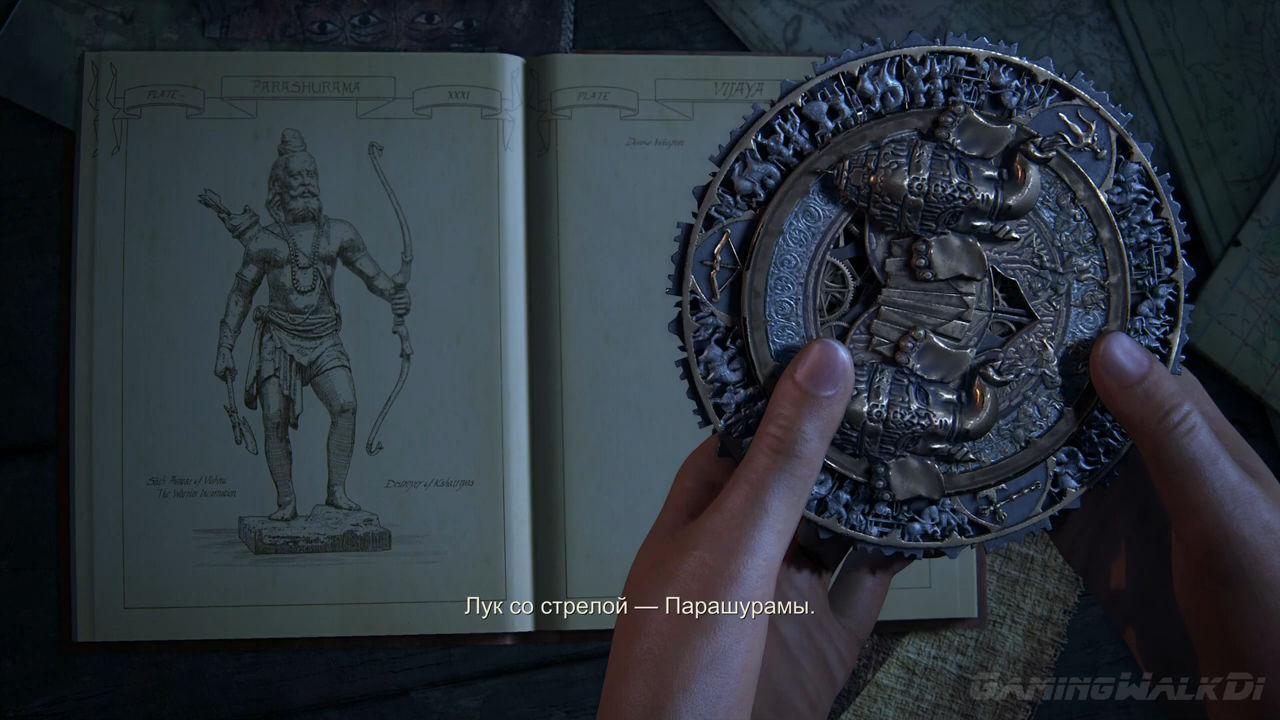 PLATE
PARASHURAMA
XXXI
Sixth Avatar of Vishnu
The Warrior Incarnation
Destroyer of Kshatriyas
PLATE
VIJAYA
Divine Weapon
Лук со стрелой — Парашурамы.
GAMINGWALKDI